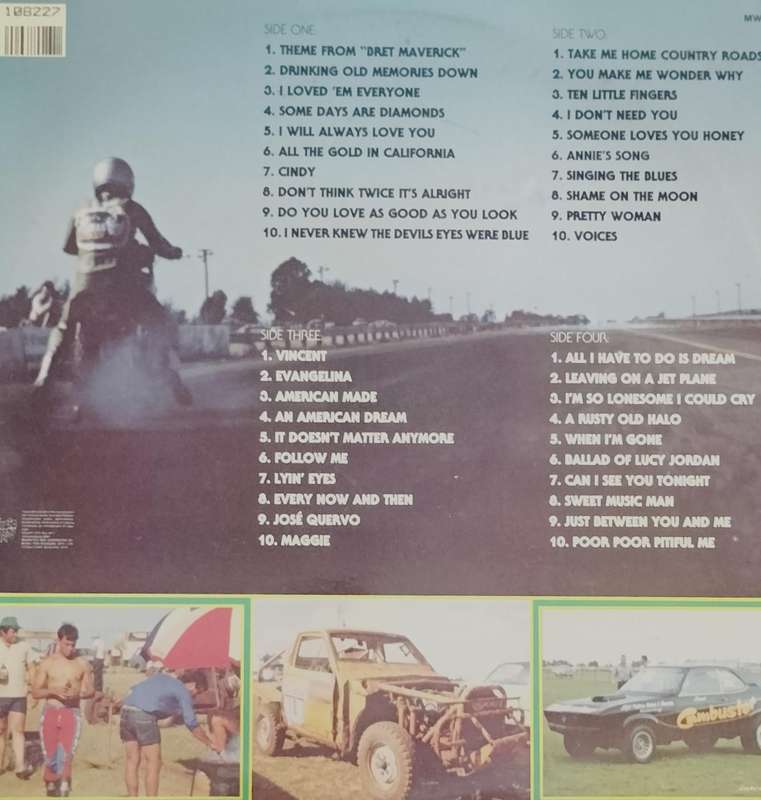 108227
MW
SIDE ONE:
1. THEME FROM "BRET MAVERICK"
2. DRINKING OLD MEMORIES DOWN
3. I LOVED 'EM EVERYONE
4. SOME DAYS ARE DIAMONDS
5. I WILL ALWAYS LOVE YOU
6. ALL THE GOLD IN CALIFORNIA
7. CINDY
8. DON'T THINK TWICE IT'S ALRIGHT
9. DO YOU LOVE AS GOOD AS YOU LOOK
10. I NEVER KNEW THE DEVILS EYES WERE BLUE
SIDE TWO:
1. TAKE ME HOME COUNTRY ROADS
2. YOU MAKE ME WONDER WHY
3. TEN LITTLE FINGERS
4. I DON'T NEED YOU
5. SOMEONE LOVES YOU HONEY
6. ANNIE'S SONG
7. SINGING THE BLUES
8. SHAME ON THE MOON
9. PRETTY WOMAN
10. VOICES
SIDE THREE:
1. VINCENT
2. EVANGELINA
3. AMERICAN MADE
4. AN AMERICAN DREAM
5. IT DOESN'T MATTER ANYMORE
6. FOLLOW ME
7. LYIN' EYES
8. EVERY NOW AND THEN
9. JOSÉ QUERVO
10. MAGGIE
SIDE FOUR:
1. ALL I HAVE TO DO IS DREAM
2. LEAVING ON A JET PLANE
3. I'M SO LONESOME I COULD CRY
4. A RUSTY OLD HALO
5. WHEN I'M GONE
6. BALLAD OF LUCY JORDAN
7. CAN I SEE YOU TONIGHT
8. SWEET MUSIC MAN
9. JUST BETWEEN YOU AND ME
10. POOR POOR PITIFUL ME